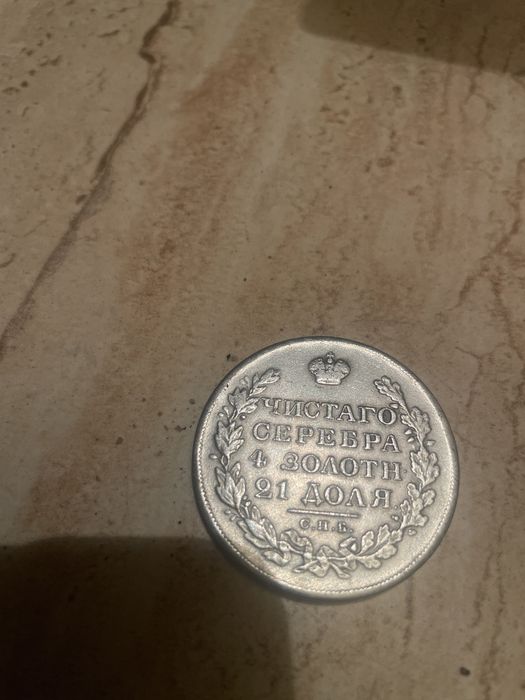 ЧИСТАГО
СЕРЕБРА
4 ЗОЛОТН
21 ДОЛЯ
С.П.Б.